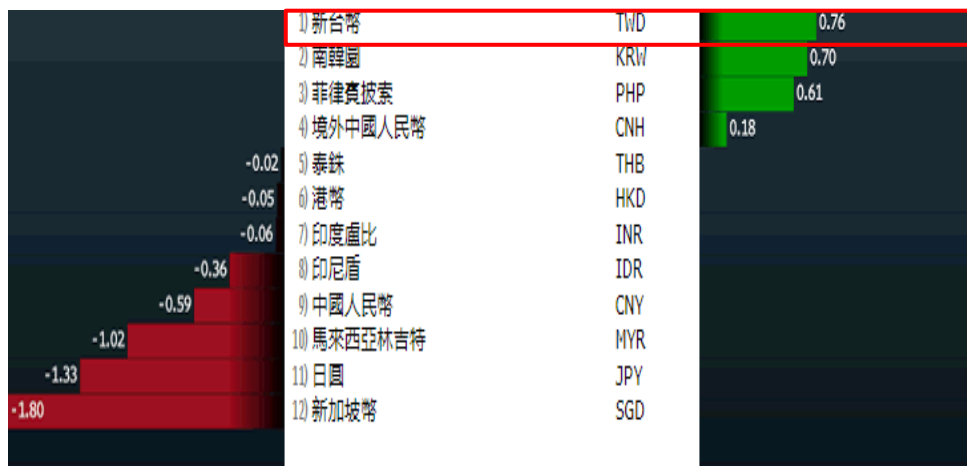 1) 新台幣 TWD 0.76
2) 南韓圜 KRW 0.70
3) 菲律賓披索 PHP 0.61
4) 境外中國人民幣 CNH 0.18
-0.02 5) 泰銖 THB
-0.05 6) 港幣 HKD
-0.06 7) 印度盧比 INR
-0.36 8) 印尼盾 IDR
-0.59 9) 中國人民幣 CNY
-1.02 10) 馬來西亞林吉特 MYR
-1.33 11) 日圓 JPY
-1.80 12) 新加坡幣 SGD